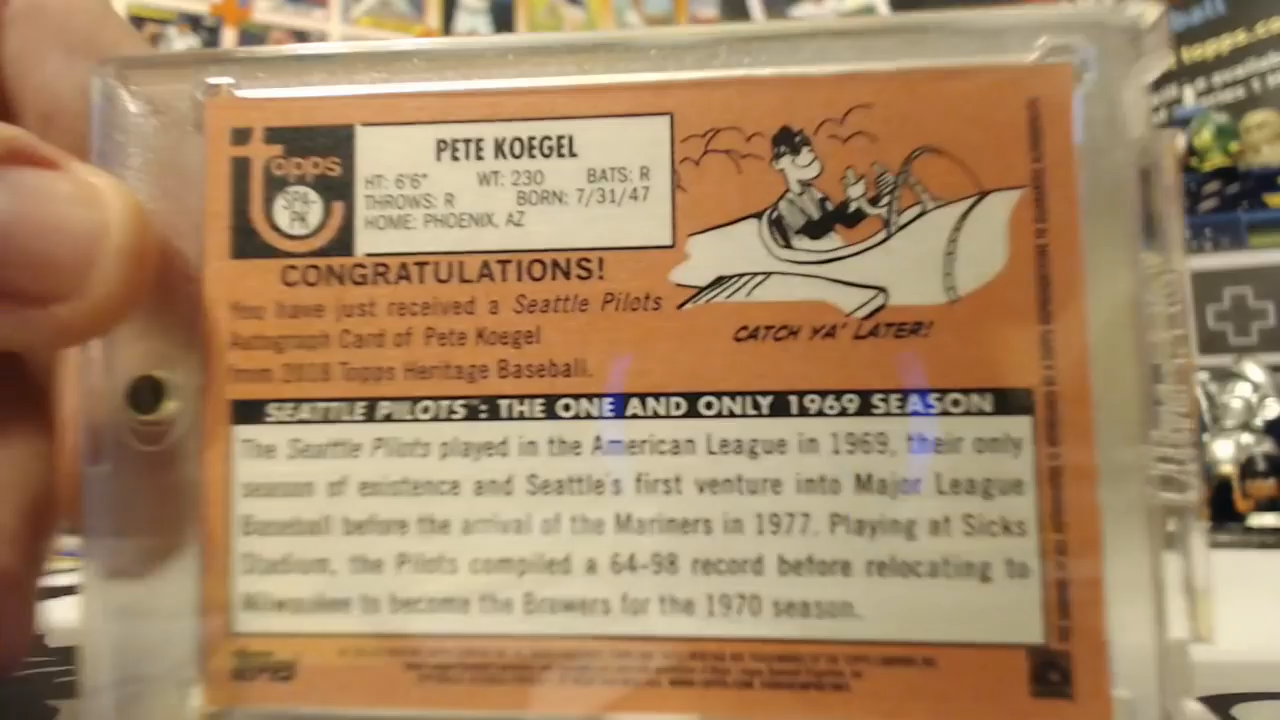 ball
topps.co
topps
SPA-
PK
PETE KOEGEL
HT: 6'6" WT: 230 BATS: R
THROWS: R BORN: 7/31/47
HOME: PHOENIX, AZ
CONGRATULATIONS!
You have just received a Seattle Pilots
Autograph Card of Pete Koegel
from 2018 Topps Heritage Baseball.
CATCH YA' LATER!
SEATTLE PILOTS™: THE ONE AND ONLY 1969 SEASON
The Seattle Pilots played in the American League in 1969, their only
season of existence and Seattle's first venture into Major League
Baseball before the arrival of the Mariners in 1977. Playing at Sicks
Stadium, the Pilots compiled a 64-98 record before relocating to
Milwaukee to become the Brewers for the 1970 season.
TOPPS